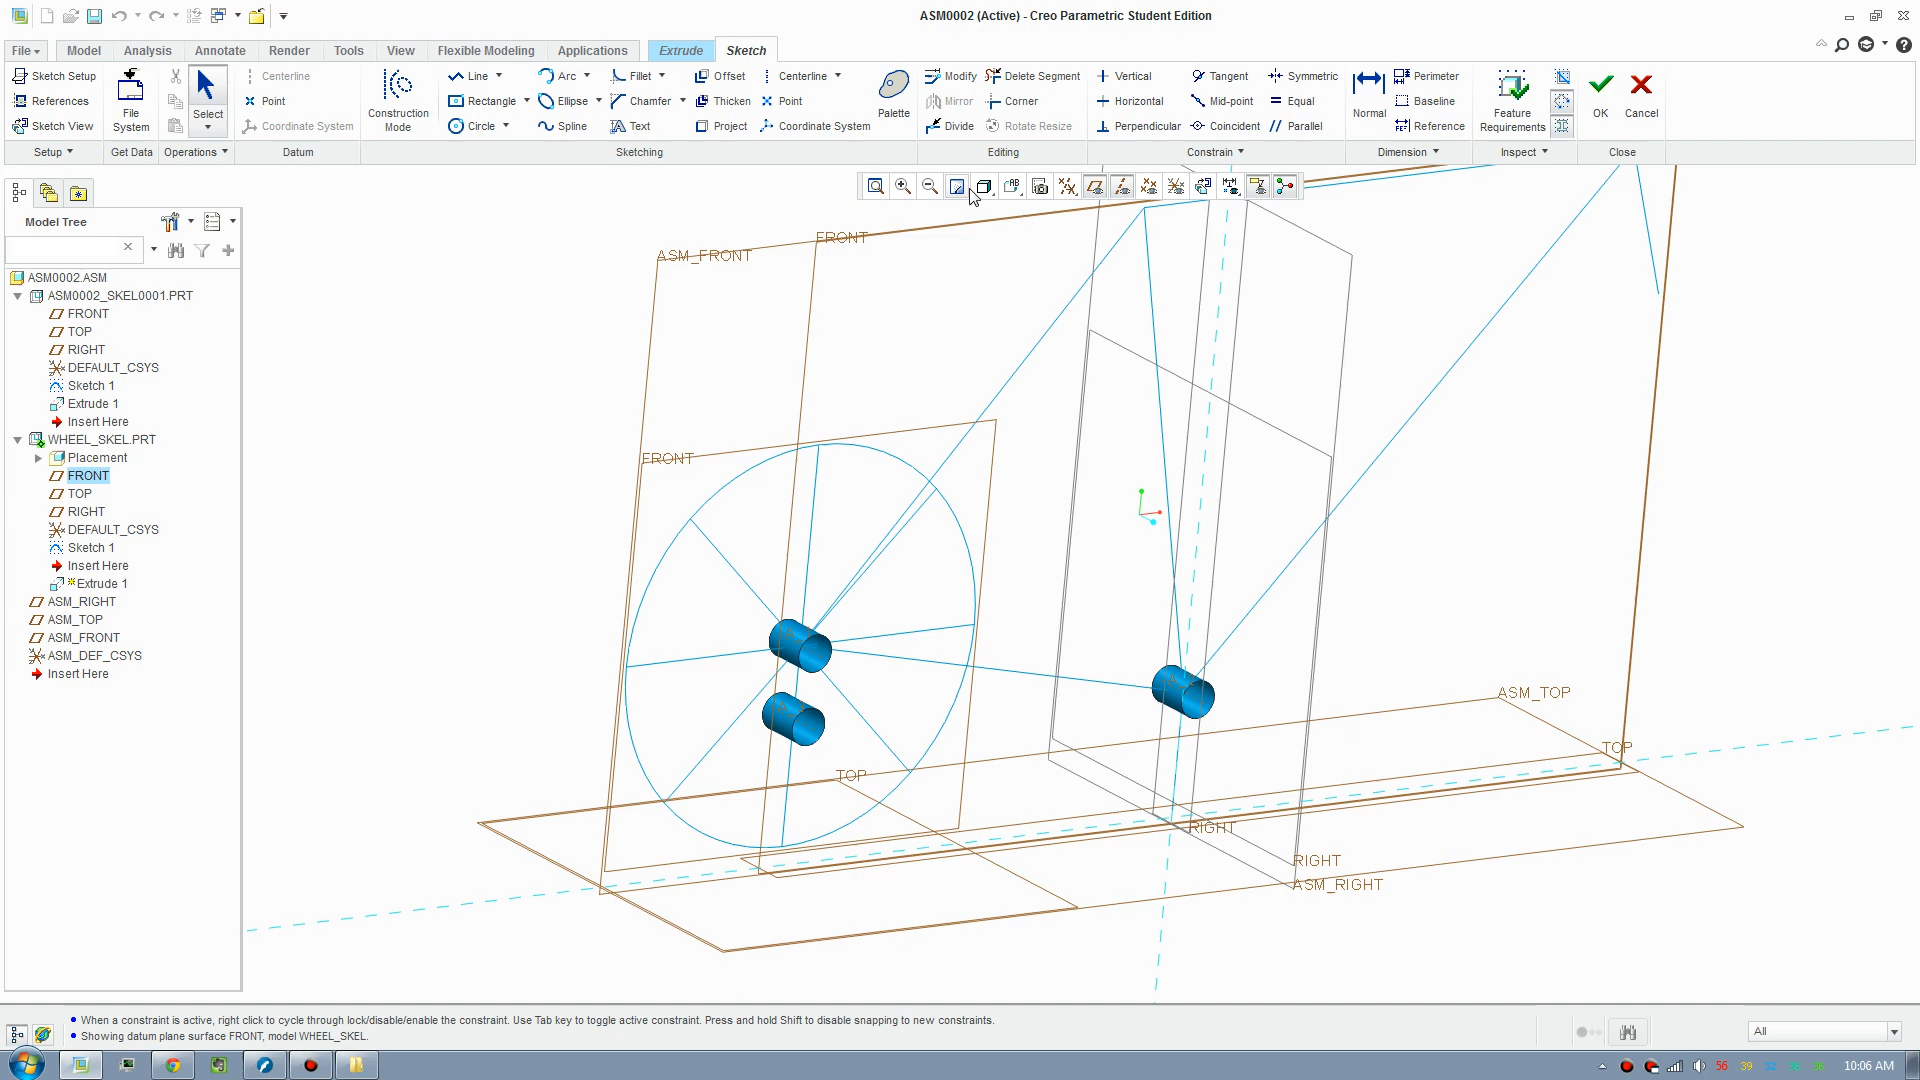 ASM0002 (Active) - Creo Parametric Student Edition
File Model Analysis Annotate Render Tools View Flexible Modeling Applications Extrude Sketch
Sketch Setup
References
Sketch View
Setup
File System
Get Data
Select
Operations
Centerline
Point
Coordinate System
Datum
Construction Mode
Line Arc Fillet Offset Centerline
Rectangle Ellipse Chamfer Thicken Point
Circle Spline Text Project Coordinate System
Palette
Sketching
Modify Delete Segment
Mirror Corner
Divide Rotate Resize
Editing
Vertical Tangent Symmetric
Horizontal Mid-point Equal
Perpendicular Coincident Parallel
Constrain
Normal
Perimeter
Baseline
Reference
Dimension
Feature Requirements
Inspect
OK
Cancel
Close
Model Tree
ASM0002.ASM
ASM0002_SKEL0001.PRT
FRONT
TOP
RIGHT
DEFAULT_CSYS
Sketch 1
Extrude 1
Insert Here
WHEEL_SKEL.PRT
Placement
FRONT
TOP
RIGHT
DEFAULT_CSYS
Sketch 1
Insert Here
Extrude 1
ASM_RIGHT
ASM_TOP
ASM_FRONT
ASM_DEF_CSYS
Insert Here
FRONT
ASM_FRONT
FRONT
ASM_TOP
TOP
TOP
RIGHT
RIGHT
ASM_RIGHT
When a constraint is active, right click to cycle through lock/disable/enable the constraint. Use Tab key to toggle active constraint. Press and hold Shift to disable snapping to new constraints.
Showing datum plane surface FRONT, model WHEEL_SKEL.
All
56 39
10:06 AM